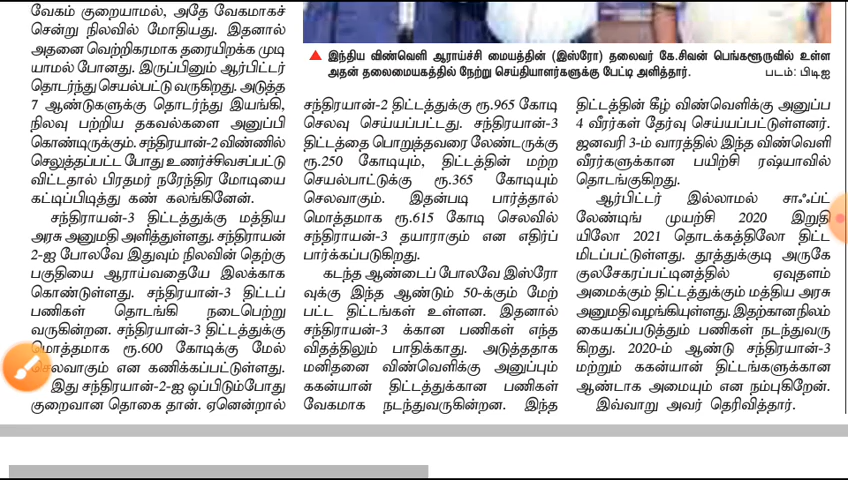 வேகம் குறையாமல், அதே வேகமாகச்
சென்று நிலவில் மோதியது. இதனால்
அதனை வெற்றிகரமாக தரையிறக்க முடி
யாமல் போனது. இருப்பினும் ஆர்பிட்டர்
தொடர்ந்து செயல்பட்டு வருகிறது. அடுத்த
7 ஆண்டுகளுக்கு தொடர்ந்து இயங்கி,
நிலவு பற்றிய தகவல்களை அனுப்பி
கொண்டிருக்கும். சந்திரயான்-2 விண்ணில்
செலுத்தப்பட்ட போது உணர்ச்சிவசப்பட்டு
விட்டதால் பிரதமர் நரேந்திர மோடியை
கட்டிப்பிடித்து கண் கலங்கினேன்.
சந்திராயன்-3 திட்டத்துக்கு மத்திய
அரசு அனுமதி அளித்துள்ளது. சந்திராயன்
2-ஐ போலவே இதுவும் நிலவின் தெற்கு
பகுதியை ஆராய்வதையே இலக்காக
கொண்டுள்ளது. சந்திரயான்-3 திட்டப்
பணிகள் தொடங்கி நடைபெற்று
வருகின்றன. சந்திரயான்-3 திட்டத்துக்கு
மொத்தமாக ரூ.600 கோடிக்கு மேல்
செலவாகும் என கணிக்கப்பட்டுள்ளது.
இது சந்திரயான்-2-ஐ ஒப்பிடும்போது
குறைவான தொகை தான். ஏனென்றால்
▲ இந்திய விண்வெளி ஆராய்ச்சி மையத்தின் (இஸ்ரோ) தலைவர் கே.சிவன் பெங்களூருவில் உள்ள
அதன் தலைமையகத்தில் நேற்று செய்தியாளர்களுக்கு பேட்டி அளித்தார். படம்: பிடிஐ
சந்திரயான்-2 திட்டத்துக்கு ரூ.965 கோடி
செலவு செய்யப்பட்டது. சந்திரயான்-3
திட்டத்தை பொறுத்தவரை லேண்டருக்கு
ரூ.250 கோடியும், திட்டத்தின் மற்ற
செயல்பாட்டுக்கு ரூ.365 கோடியும்
செலவாகும். இதன்படி பார்த்தால்
மொத்தமாக ரூ.615 கோடி செலவில்
சந்திரயான்-3 தயாராகும் என எதிர்ப்
பார்க்கப்படுகிறது.
கடந்த ஆண்டைப் போலவே இஸ்ரோ
வுக்கு இந்த ஆண்டும் 50-க்கும் மேற்
பட்ட திட்டங்கள் உள்ளன. இதனால்
சந்திரயான்-3 க்கான பணிகள் எந்த
விதத்திலும் பாதிக்காது. அடுத்ததாக
மனிதனை விண்வெளிக்கு அனுப்பும்
ககன்யான் திட்டத்துக்கான பணிகள்
வேகமாக நடந்துவருகின்றன. இந்த
திட்டத்தின் கீழ் விண்வெளிக்கு அனுப்ப
4 வீரர்கள் தேர்வு செய்யப்பட்டுள்ளனர்.
ஜனவரி 3-ம் வாரத்தில் இந்த விண்வெளி
வீரர்களுக்கான பயிற்சி ரஷ்யாவில்
தொடங்குகிறது.
ஆர்பிட்டர் இல்லாமல் சாஃப்ட்
லேண்டிங் முயற்சி 2020 இறுதி
யிலோ 2021 தொடக்கத்திலோ திட்ட
மிடப்பட்டுள்ளது. தூத்துக்குடி அருகே
குலசேகரப்பட்டினத்தில் ஏவுதளம்
அமைக்கும் திட்டத்துக்கும் மத்திய அரசு
அனுமதி வழங்கியுள்ளது. இதற்கான நிலம்
கையகப்படுத்தும் பணிகள் நடந்துவரு
கிறது. 2020-ம் ஆண்டு சந்திரயான்-3
மற்றும் ககன்யான் திட்டங்களுக்கான
ஆண்டாக அமையும் என நம்புகிறேன்.
இவ்வாறு அவர் தெரிவித்தார்.